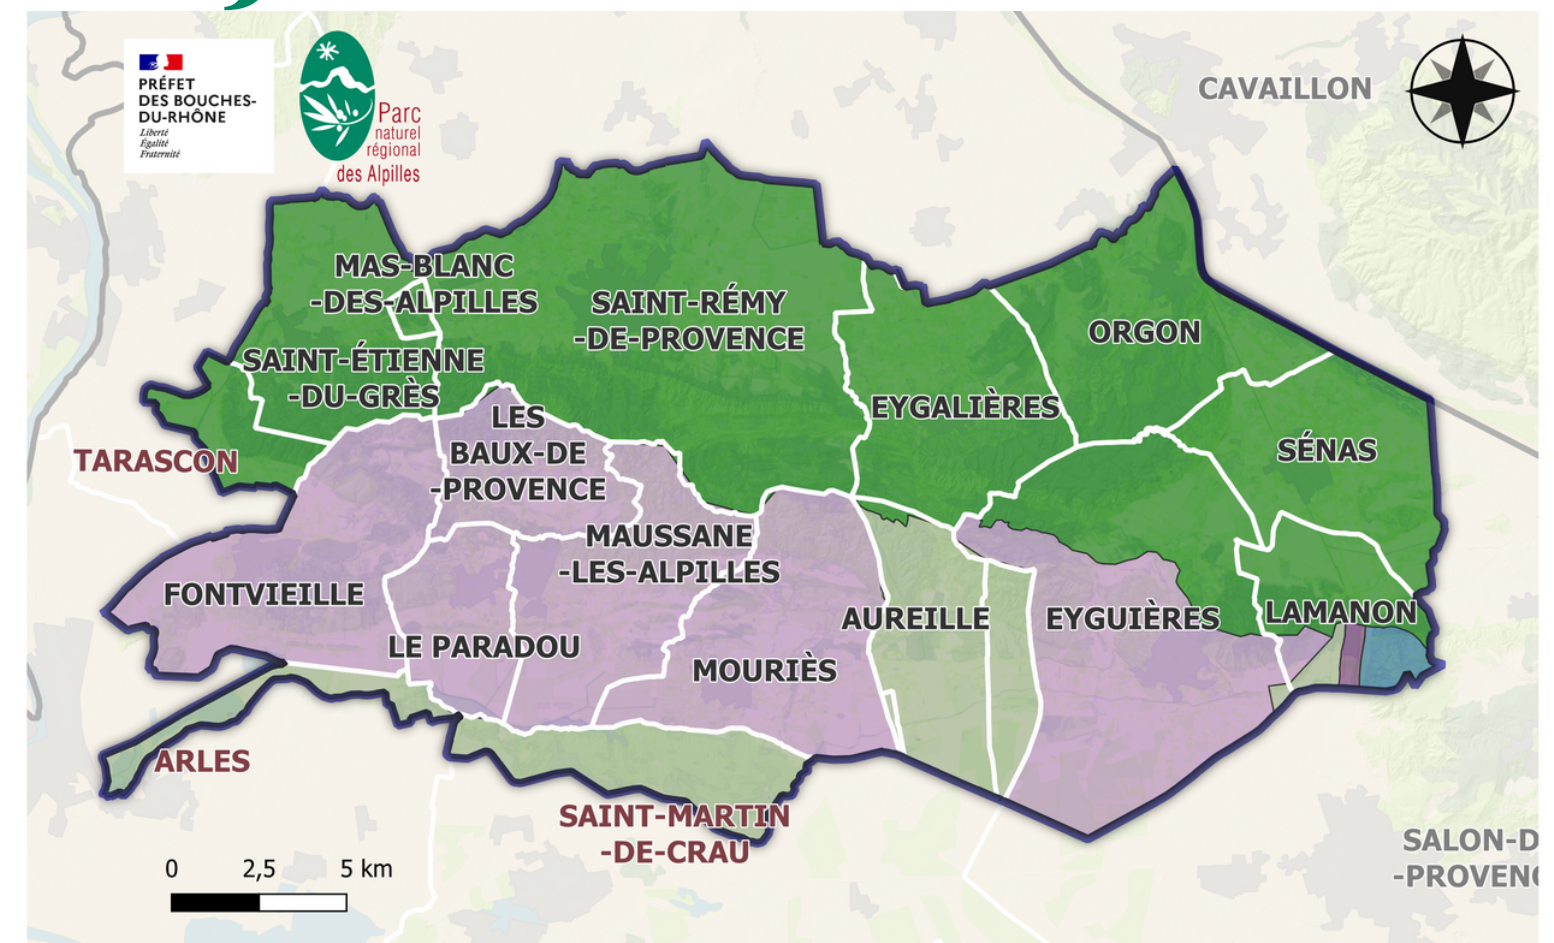 PRÉFET
DES BOUCHES-
DU-RHÔNE
Liberté
Égalité
Fraternité
Parc
naturel
régional
des Alpilles
CAVAILLON
MAS-BLANC
-DES-ALPILLES
SAINT-RÉMY
-DE-PROVENCE
ORGON
SAINT-ÉTIENNE
-DU-GRÈS
EYGALIÈRES
LES
BAUX-DE
-PROVENCE
SÉNAS
TARASCON
MAUSSANE
-LES-ALPILLES
FONTVIEILLE
AUREILLE
EYGUIÈRES
LAMANON
LE PARADOU
MOURIÈS
ARLES
SAINT-MARTIN
-DE-CRAU
SALON-D
-PROVEN
0 2,5 5 km